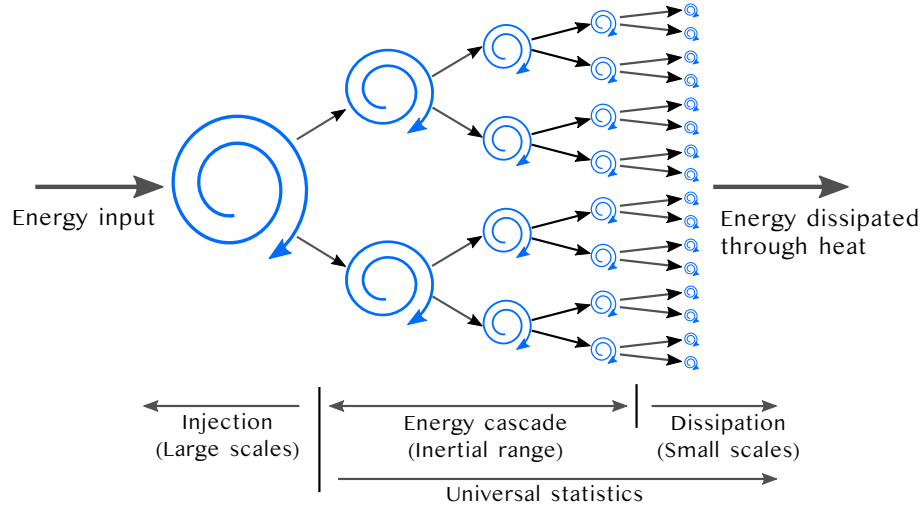 Energy input
Energy dissipated
through heat
Injection
(Large scales)
Energy cascade
(Inertial range)
Dissipation
(Small scales)
Universal statistics